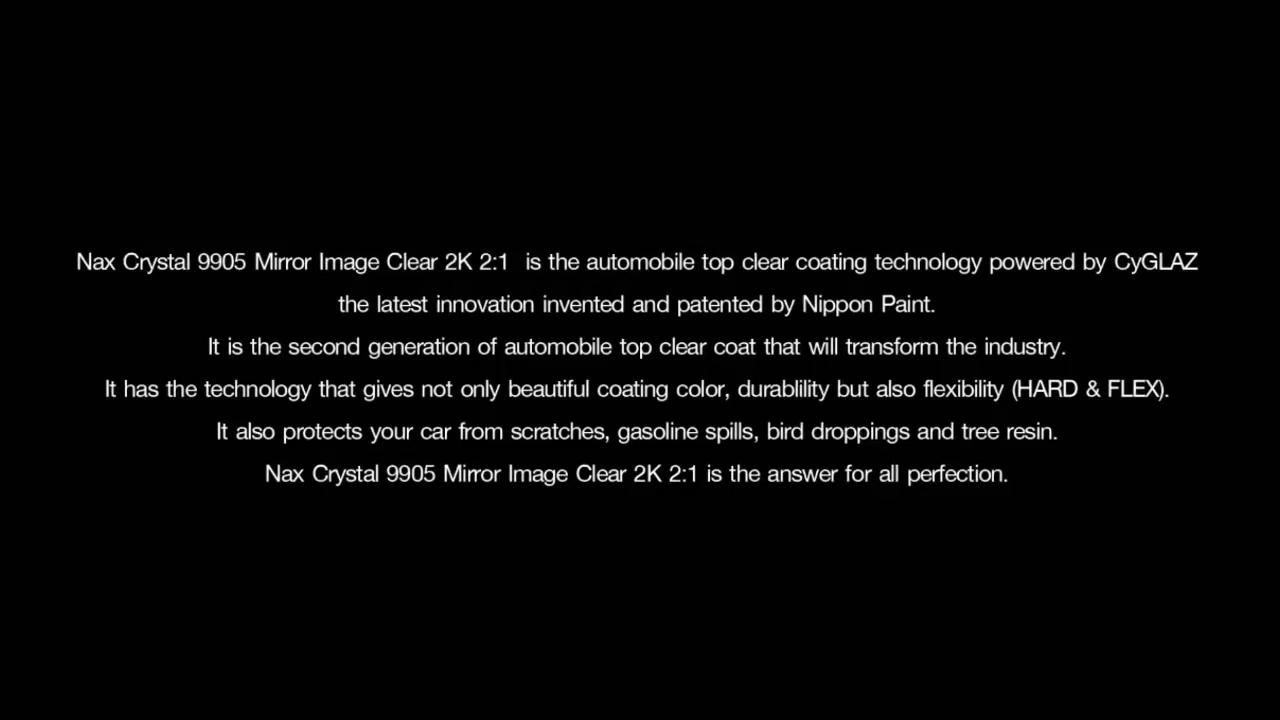 Nax Crystal 9905 Mirror Image Clear 2K 2:1 is the automobile top clear coating technology powered by CyGLAZ
the latest innovation invented and patented by Nippon Paint.
It is the second generation of automobile top clear coat that will transform the industry.
It has the technology that gives not only beautiful coating color, durablility but also flexibility (HARD & FLEX).
It also protects your car from scratches, gasoline spills, bird droppings and tree resin.
Nax Crystal 9905 Mirror Image Clear 2K 2:1 is the answer for all perfection.